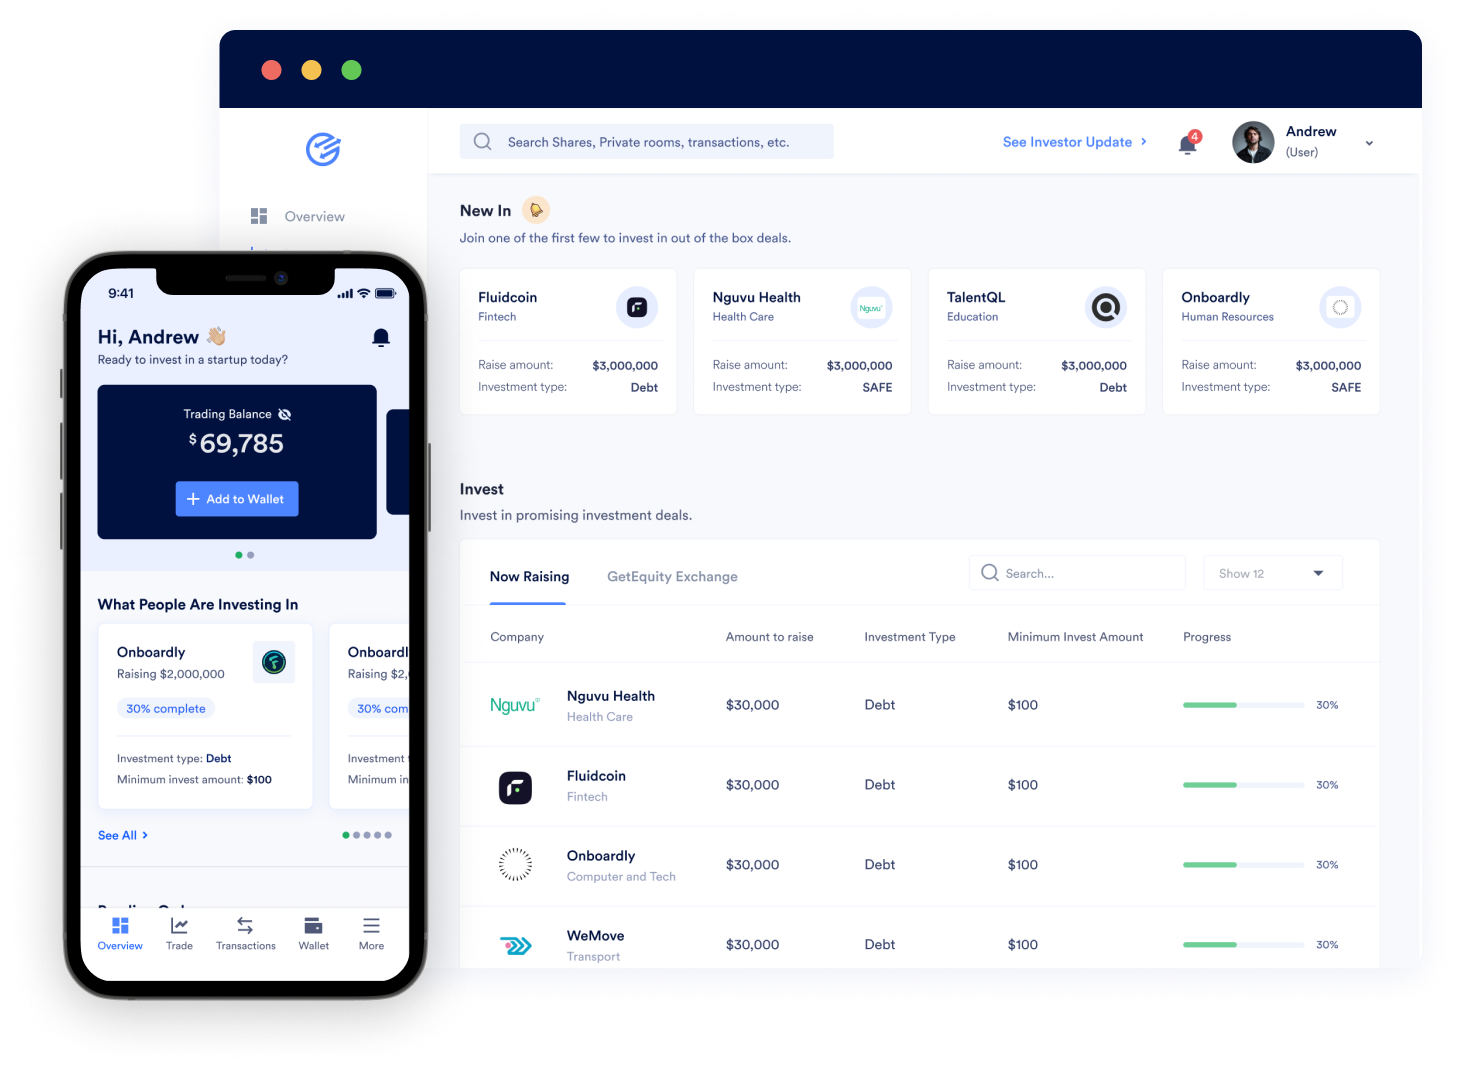 Search Shares, Private rooms, transactions, etc.
See Investor Update
4
Andrew
(User)
Overview
New In
Join one of the first few to invest in out of the box deals.
Fluidcoin
Fintech
Raise amount: $3,000,000
Investment type: Debt
Nguvu Health
Health Care
Nguvu
Raise amount: $3,000,000
Investment type: SAFE
TalentQL
Education
Raise amount: $3,000,000
Investment type: Debt
Onboardly
Human Resources
Raise amount: $3,000,000
Investment type: SAFE
Invest
Invest in promising investment deals.
Now Raising GetEquity Exchange
Search...
Show 12
Company Amount to raise Investment Type Minimum Invest Amount Progress
Nguvu
Nguvu Health
Health Care
$30,000 Debt $100 30%
Fluidcoin
Fintech
$30,000 Debt $100 30%
Onboardly
Computer and Tech
$30,000 Debt $100 30%
WeMove
Transport
$30,000 Debt $100 30%
9:41
Hi, Andrew 👋🏼
Ready to invest in a startup today?
Trading Balance
$69,785
+ Add to Wallet
What People Are Investing In
Onboardly
Raising $2,000,000
30% complete
Investment type: Debt
Minimum invest amount: $100
Onboardl
Raising $2,
30% com
Investment
Minimum in
See All
Overview Trade Transactions Wallet More